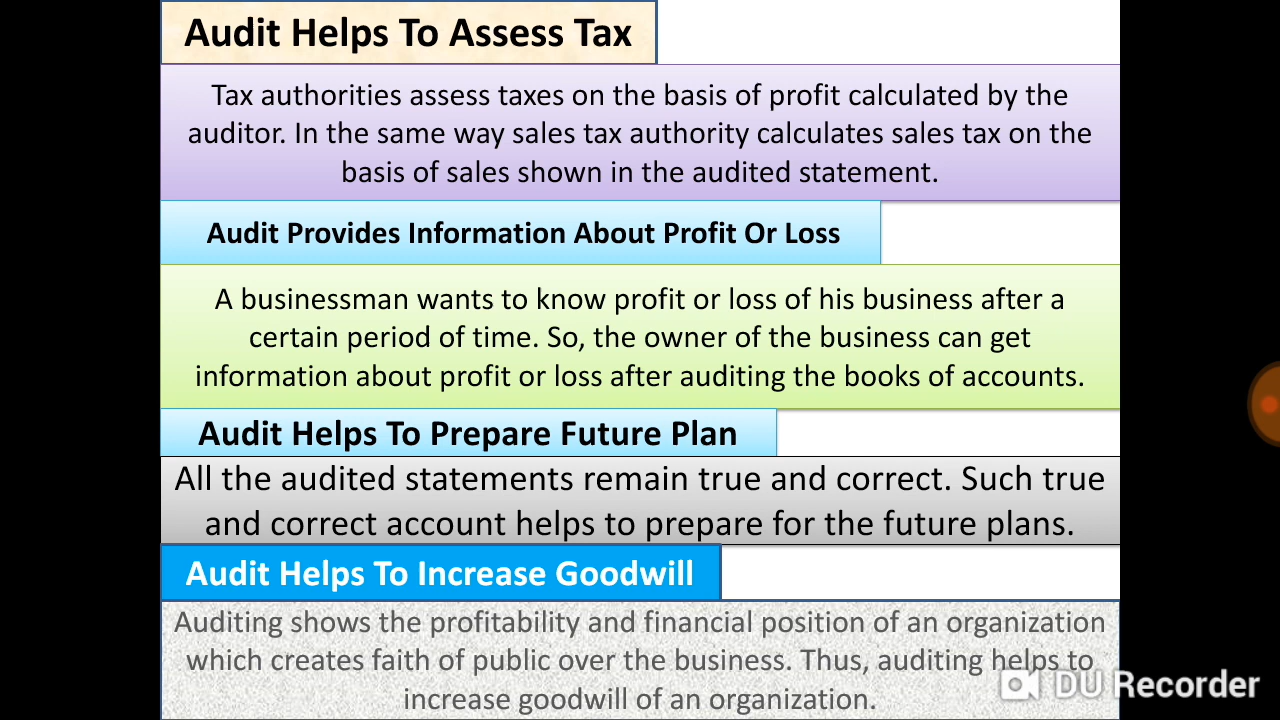 Audit Helps To Assess Tax
Tax authorities assess taxes on the basis of profit calculated by the
auditor. In the same way sales tax authority calculates sales tax on the
basis of sales shown in the audited statement.
Audit Provides Information About Profit Or Loss
A businessman wants to know profit or loss of his business after a
certain period of time. So, the owner of the business can get
information about profit or loss after auditing the books of accounts.
Audit Helps To Prepare Future Plan
All the audited statements remain true and correct. Such true
and correct account helps to prepare for the future plans.
Audit Helps To Increase Goodwill
Auditing shows the profitability and financial position of an organization
which creates faith of public over the business. Thus, auditing helps to
increase goodwill of an organization.
DU Recorder